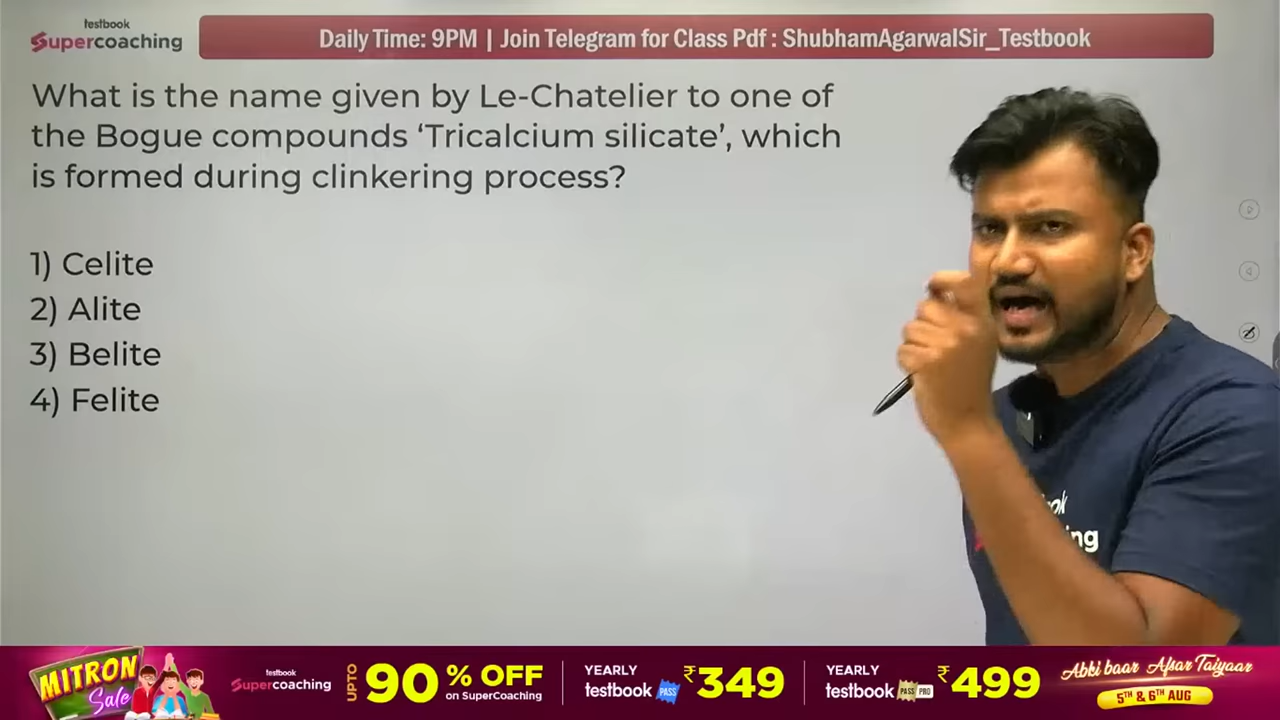 testbook
Supercoaching
Daily Time: 9PM | Join Telegram for Class Pdf : ShubhamAgarwalSir_Testbook
What is the name given by Le-Chatelier to one of
the Bogue compounds ‘Tricalcium silicate’, which
is formed during clinkering process?
1) Celite
2) Alite
3) Belite
4) Felite
MITRON
Sale
testbook
Supercoaching
UPTO
90
% OFF
on SuperCoaching
YEARLY
testbook PASS
₹349
YEARLY
testbook PASS PRO
₹499
Abki baar Afsar Taiyaar
5TH & 6TH AUG